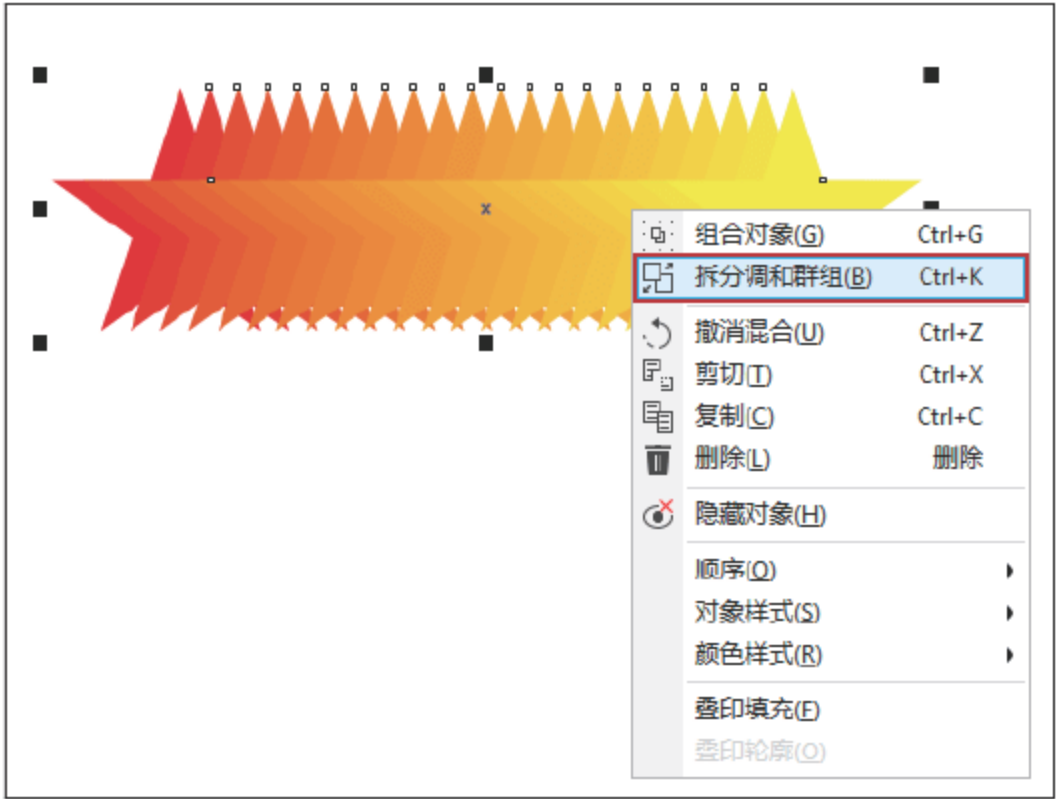 组合对象(G) Ctrl+G
拆分调和群组(B) Ctrl+K
撤消混合(U) Ctrl+Z
剪切(T) Ctrl+X
复制(C) Ctrl+C
删除(L) 删除
隐藏对象(H)
顺序(O)
对象样式(S)
颜色样式(R)
叠印填充(F)
叠印轮廓(O)